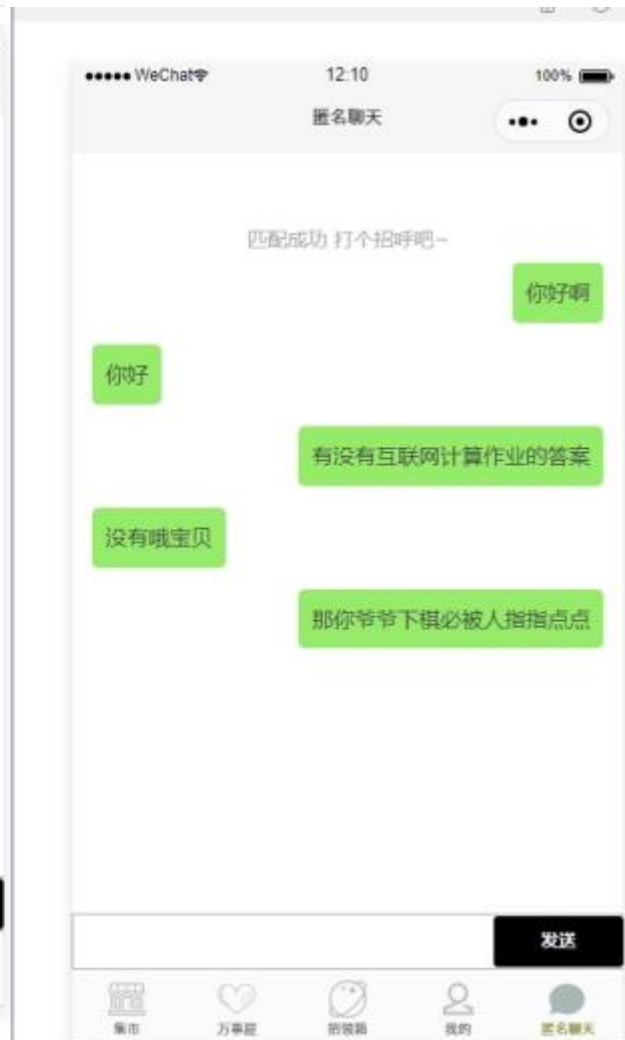 WeChat
12:10
100%
匿名聊天
匹配成功 打个招呼吧~
你好啊
你好
有没有互联网计算作业的答案
没有哦宝贝
那你爷爷下棋必被人指指点点
发送
集市
万事屋
拾领箱
我的
匿名聊天